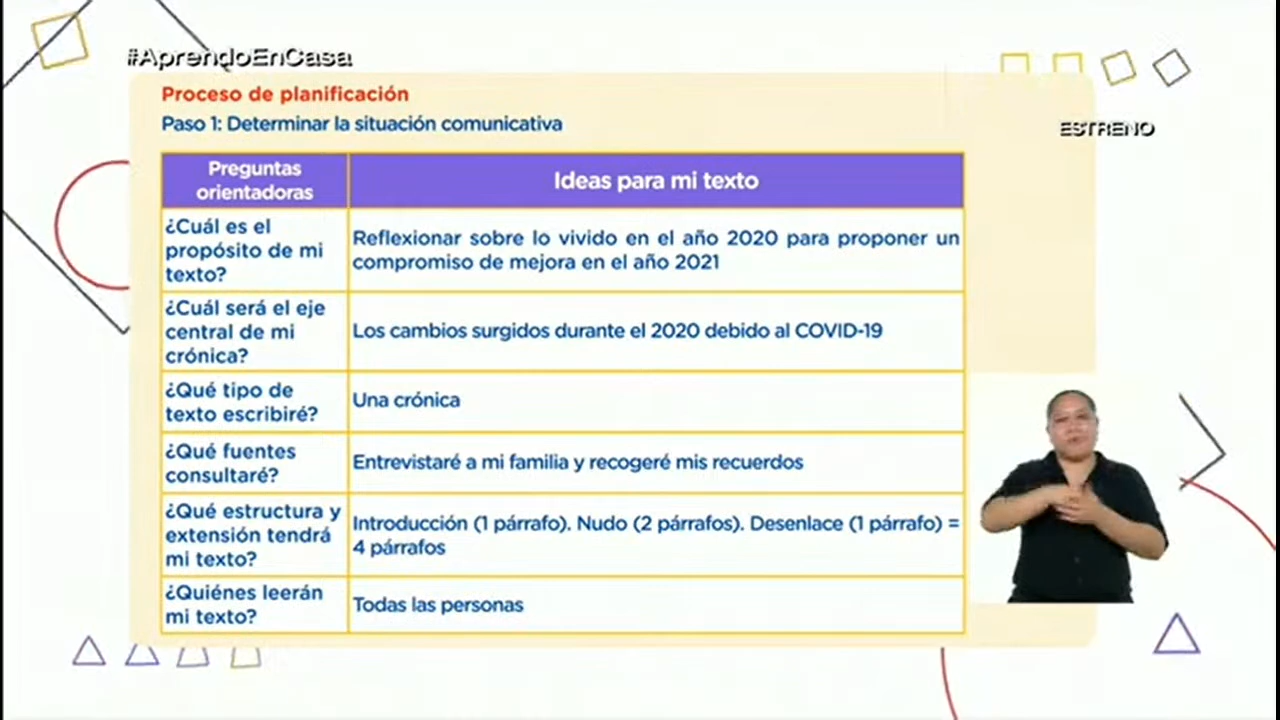 #AprendoEnCasa
Proceso de planificación
Paso 1: Determinar la situación comunicativa
ESTRENO
Preguntas
orientadoras
Ideas para mi texto
¿Cuál es el
propósito de mi
texto?
Reflexionar sobre lo vivido en el año 2020 para proponer un
compromiso de mejora en el año 2021
¿Cuál será el eje
central de mi
crónica?
Los cambios surgidos durante el 2020 debido al COVID-19
¿Qué tipo de
texto escribiré?
Una crónica
¿Qué fuentes
consultaré?
Entrevistaré a mi familia y recogeré mis recuerdos
¿Qué estructura y
extensión tendrá
mi texto?
Introducción (1 párrafo). Nudo (2 párrafos). Desenlace (1 párrafo) =
4 párrafos
¿Quiénes leerán
mi texto?
Todas las personas